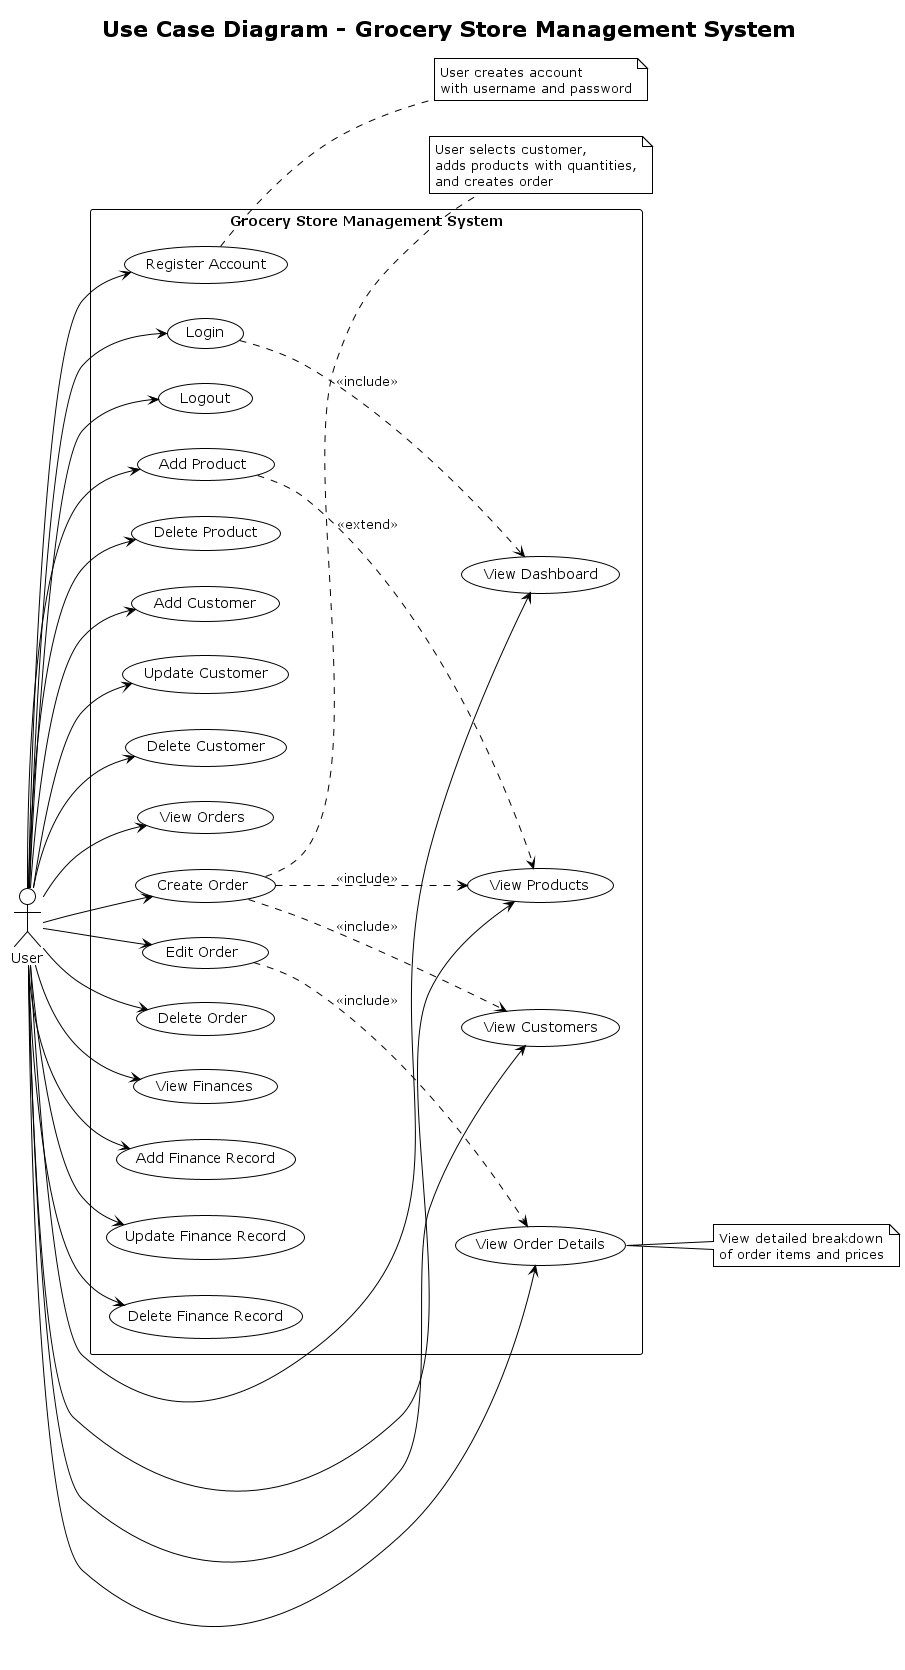 Use Case Diagram - Grocery Store Management System
User creates account
with username and password
User selects customer,
adds products with quantities,
and creates order
Grocery Store Management System
Register Account
Login
«include»
Logout
Add Product
«extend»
Delete Product
View Dashboard
Add Customer
Update Customer
Delete Customer
View Orders
Create Order
«include»
View Products
«include»
User
Edit Order
«include»
Delete Order
View Customers
View Finances
Add Finance Record
Update Finance Record
View Order Details
View detailed breakdown
of order items and prices
Delete Finance Record